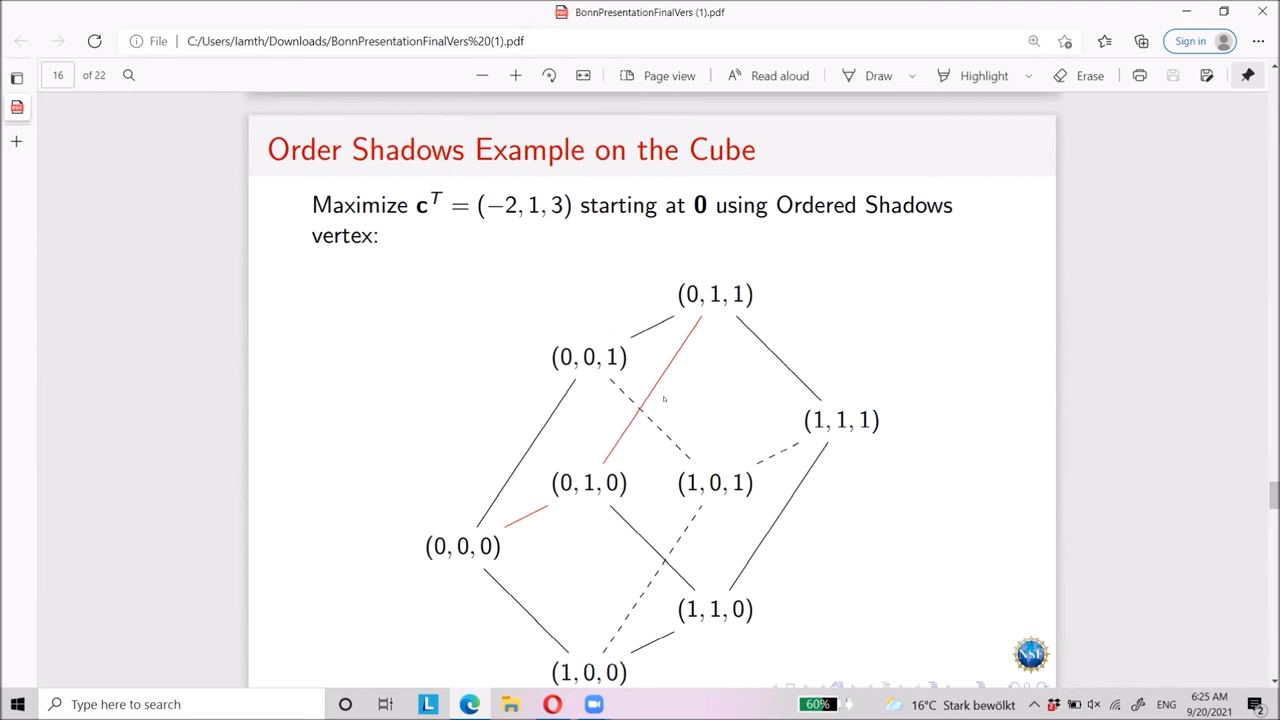 BonnPresentationFinalVers (1).pdf
File C:/Users/lamth/Downloads/BonnPresentationFinalVers%20(1).pdf Sign in
16 of 22 Page view Read aloud Draw Highlight Erase
Order Shadows Example on the Cube
Maximize c^T = (−2, 1, 3) starting at 0 using Ordered Shadows
vertex:
(0, 1, 1)
(0, 0, 1)
(1, 1, 1)
(0, 1, 0) (1, 0, 1)
(0, 0, 0)
(1, 1, 0)
NSF
(1, 0, 0)
Type here to search L 60% 16°C Stark bewölkt ENG 6:25 AM
9/20/2021 2